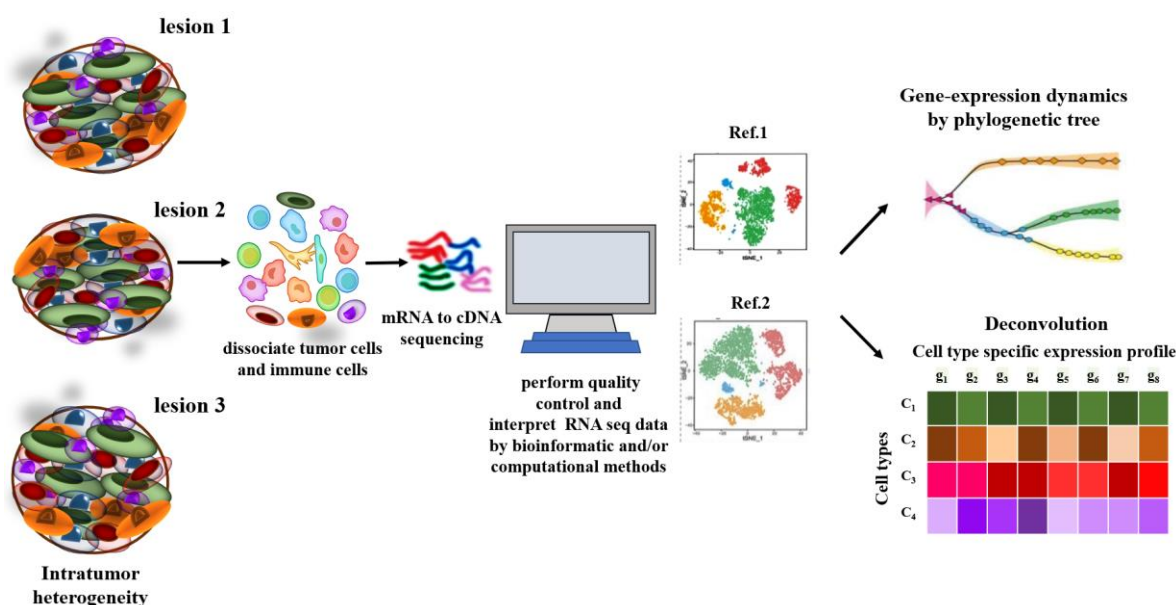 lesion 1
lesion 2
lesion 3
Intratumor
heterogeneity
dissociate tumor cells
and immune cells
mRNA to cDNA
sequencing
perform quality
control and
interpret RNA seq data
by bioinformatic and/or
computational methods
Ref.1
tSNE_1
Ref.2
tSNE_1
Gene-expression dynamics
by phylogenetic tree
Deconvolution
Cell type specific expression profile
g1 g2 g3 g4 g5 g6 g7 g8
Cell types
C1
C2
C3
C4